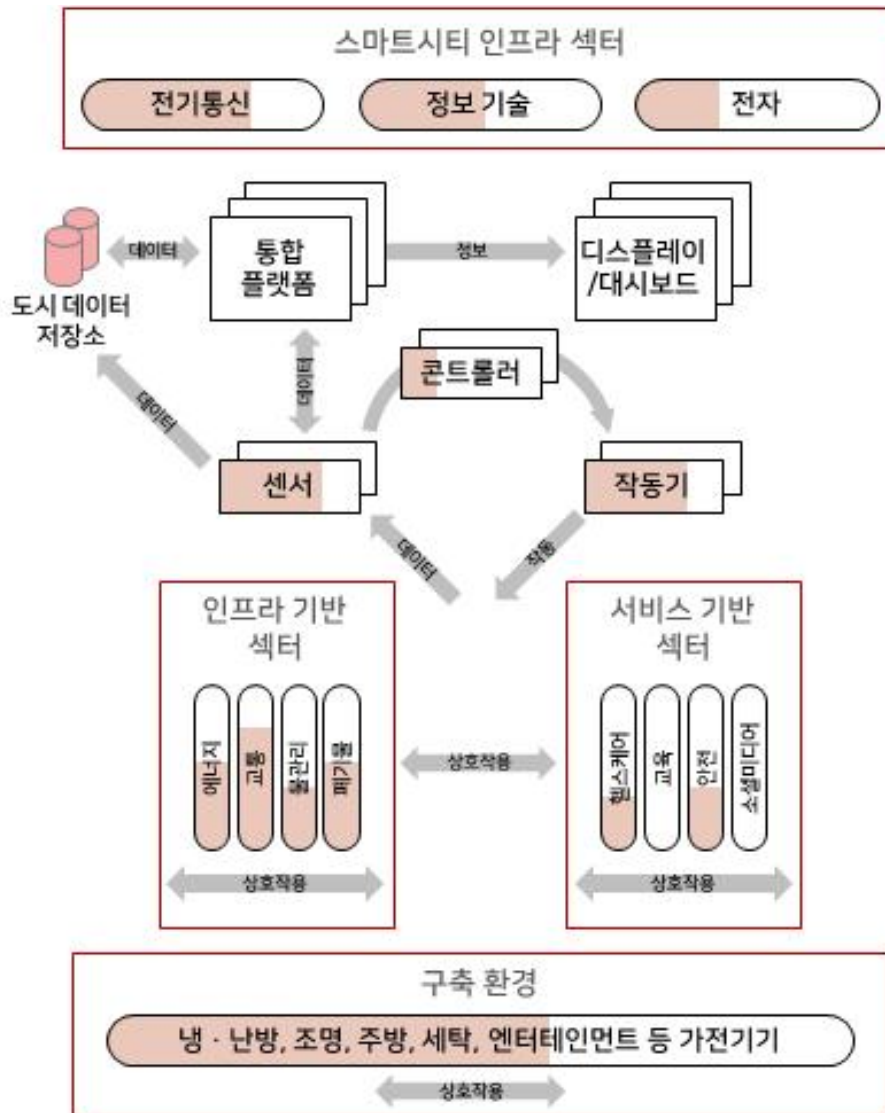 스마트시티 인프라 섹터
전기통신
정보 기술
전자
데이터
통합
플랫폼
정보
디스플레이
/대시보드
도시 데이터
저장소
데이터
데이터
콘트롤러
센서
작동기
데이터
작동
인프라 기반
섹터
서비스 기반
섹터
에너지
교통
물관리
폐기물
상호작용
헬스케어
교육
안전
소셜미디어
상호작용
상호작용
구축 환경
냉 · 난방, 조명, 주방, 세탁, 엔터테인먼트 등 가전기기
상호작용